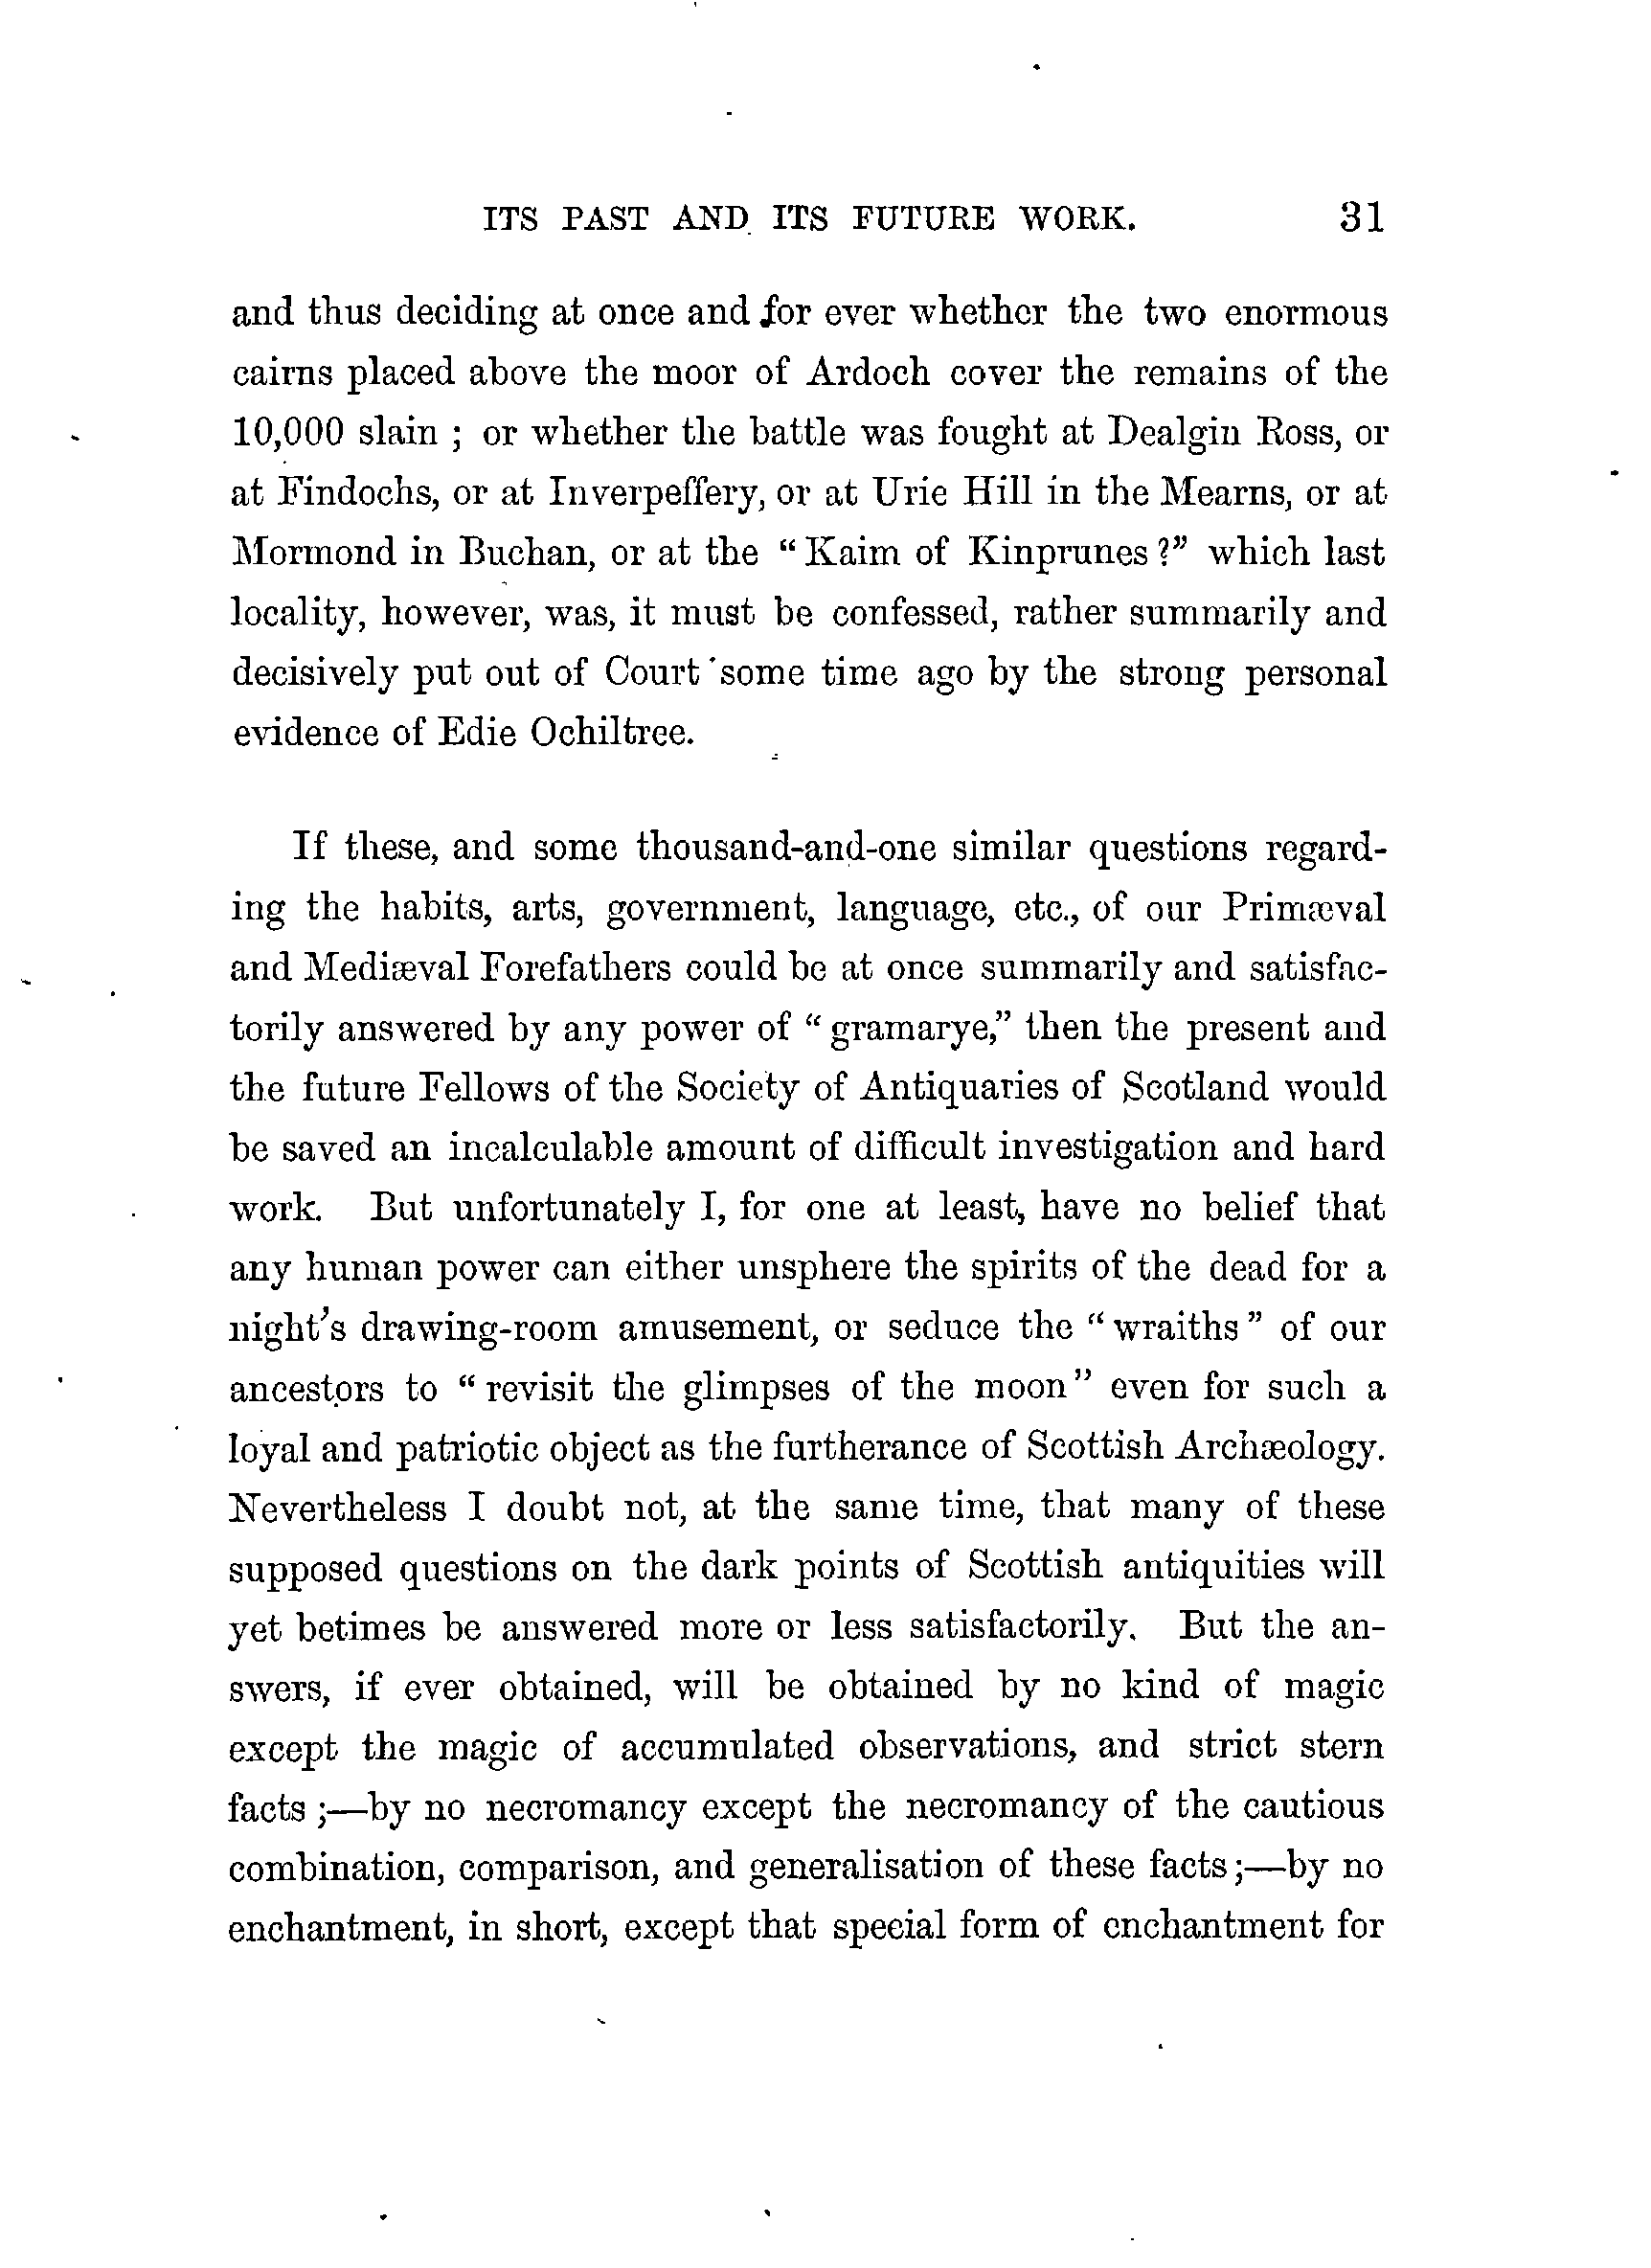 ITS PAST AND ITS FUTURE WORK. 31
and thus deciding at once and for ever whether the two enormous
cairns placed above the moor of Ardoch cover the remains of the
10,000 slain ; or whether the battle was fought at Dealgin Ross, or
at Findochs, or at Inverpeffery, or at Urie Hill in the Mearns, or at
Mormond in Buchan, or at the “ Kaim of Kinprunes ?” which last
locality, however, was, it must be confessed, rather summarily and
decisively put out of Court some time ago by the strong personal
evidence of Edie Ochiltree.
If these, and some thousand-and-one similar questions regard-
ing the habits, arts, government, language, etc., of our Primæval
and Mediæval Forefathers could be at once summarily and satisfac-
torily answered by any power of “ gramarye,” then the present and
the future Fellows of the Society of Antiquaries of Scotland would
be saved an incalculable amount of difficult investigation and hard
work. But unfortunately I, for one at least, have no belief that
any human power can either unsphere the spirits of the dead for a
night’s drawing-room amusement, or seduce the “ wraiths ” of our
ancestors to “ revisit the glimpses of the moon” even for such a
loyal and patriotic object as the furtherance of Scottish Archæology.
Nevertheless I doubt not, at the same time, that many of these
supposed questions on the dark points of Scottish antiquities will
yet betimes be answered more or less satisfactorily. But the an-
swers, if ever obtained, will be obtained by no kind of magic
except the magic of accumulated observations, and strict stern
facts ;—by no necromancy except the necromancy of the cautious
combination, comparison, and generalisation of these facts ;—by no
enchantment, in short, except that special form of enchantment for